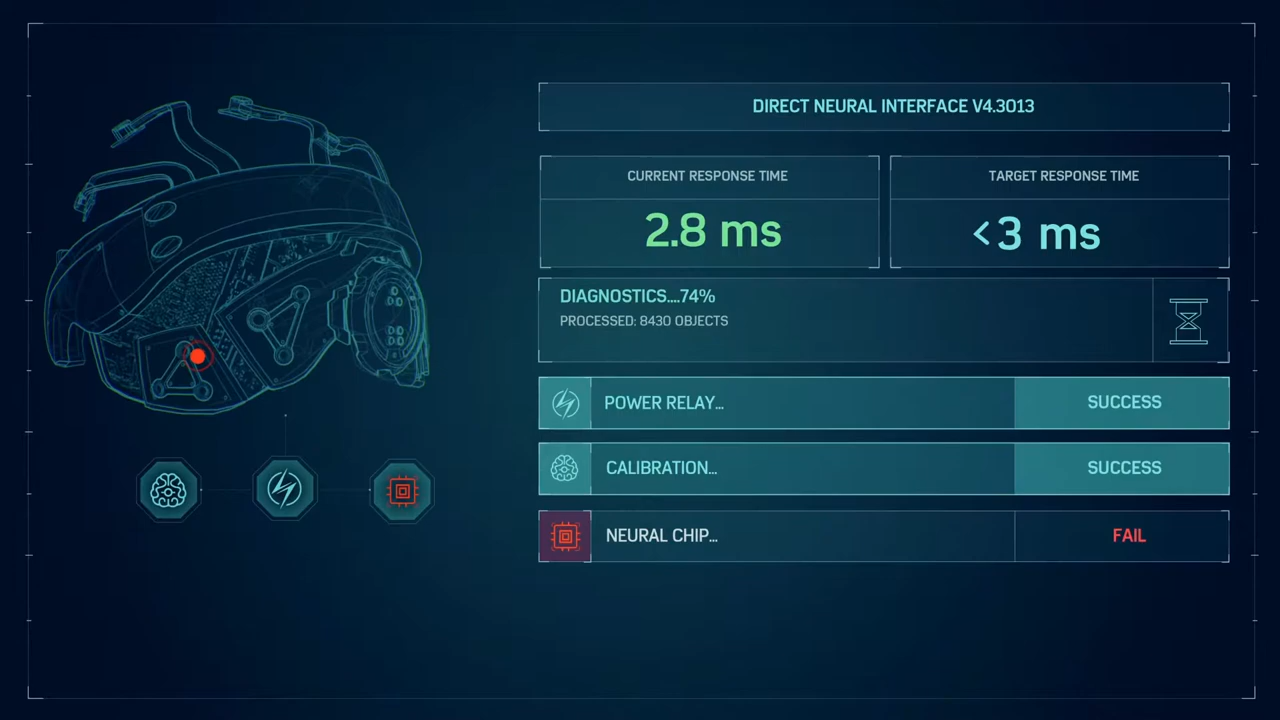 DIRECT NEURAL INTERFACE V4.3013
CURRENT RESPONSE TIME
2.8 ms
TARGET RESPONSE TIME
<3 ms
DIAGNOSTICS....74%
PROCESSED: 8430 OBJECTS
POWER RELAY...
SUCCESS
CALIBRATION...
SUCCESS
NEURAL CHIP...
FAIL